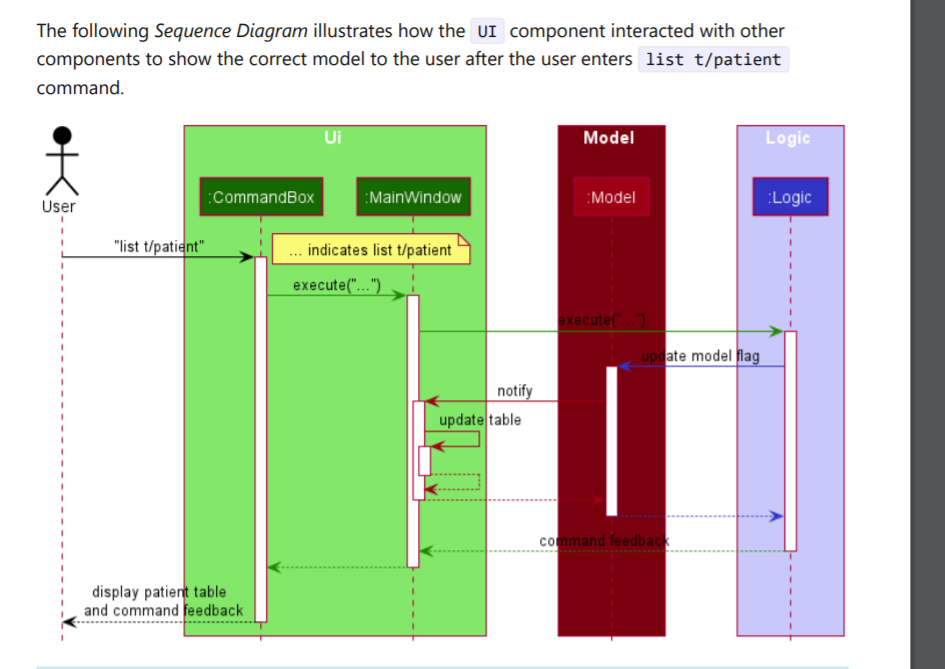 The following Sequence Diagram illustrates how the UI component interacted with other
components to show the correct model to the user after the user enters list t/patient
command.
Ui
Model
Logic
User
:CommandBox
:MainWindow
:Model
:Logic
"list t/patient"
... indicates list t/patient
execute("...")
execute("...")
update model flag
notify
update table
command feedback
display patient table
and command feedback